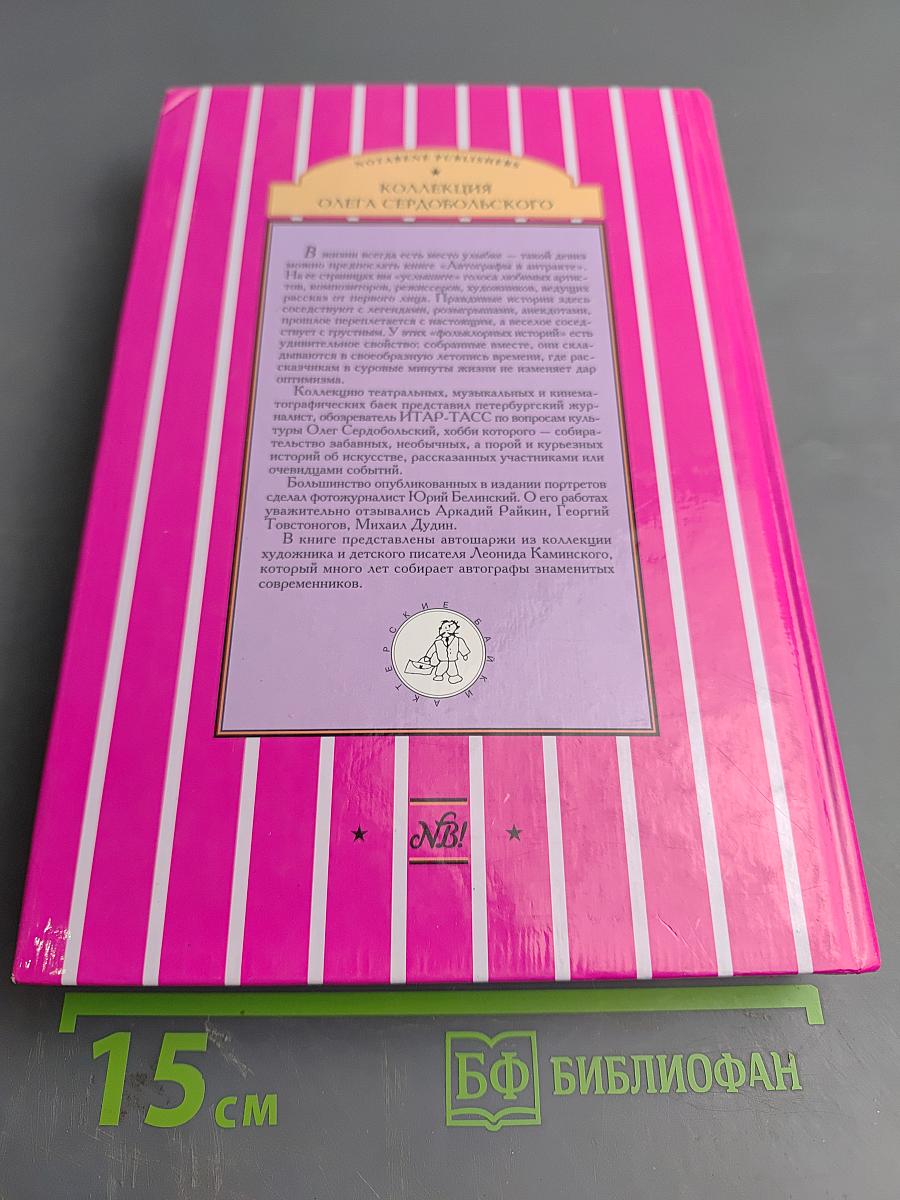 NOTABENE PUBLISHERS
КОЛЛЕКЦИЯ
ОЛЕГА СЕРДОБОЛЬСКОГО
В жизни всегда есть место улыбке — такой девиз
можно предпослать книге «Автографы в антракте».
На ее страницах вы «услышите» голоса любимых артис-
тов, композиторов, режиссеров, художников, ведущих
рассказ от первого лица. Правдивые истории здесь
соседствуют с легендами, розыгрышами, анекдотами,
прошлое переплетается с настоящим, а веселое сосед-
ствует с грустным. У этих «фольклорных историй» есть
удивительное свойство: собранные вместе, они скла-
дываются в своеобразную летопись времени, где рас-
сказчикам в суровые минуты жизни не изменяет дар
оптимизма.
Коллекцию театральных, музыкальных и кинема-
тографических баек представил петербургский жур-
налист, обозреватель ИТАР-ТАСС по вопросам куль-
туры Олег Сердобольский, хобби которого — собира-
тельство забавных, необычных, а порой и курьезных
историй об искусстве, рассказанных участниками или
очевидцами событий.
Большинство опубликованных в издании портретов
сделал фотожурналист Юрий Белинский. О его работах
уважительно отзывались Аркадий Райкин, Георгий
Товстоногов, Михаил Дудин.
В книге представлены автошаржи из коллекции
художника и детского писателя Леонида Каминского,
который много лет собирает автографы знаменитых
современников.
АКТЕРСКИЕ БАЙКИ
NB!
15 см
БФ БИБЛИОФАН